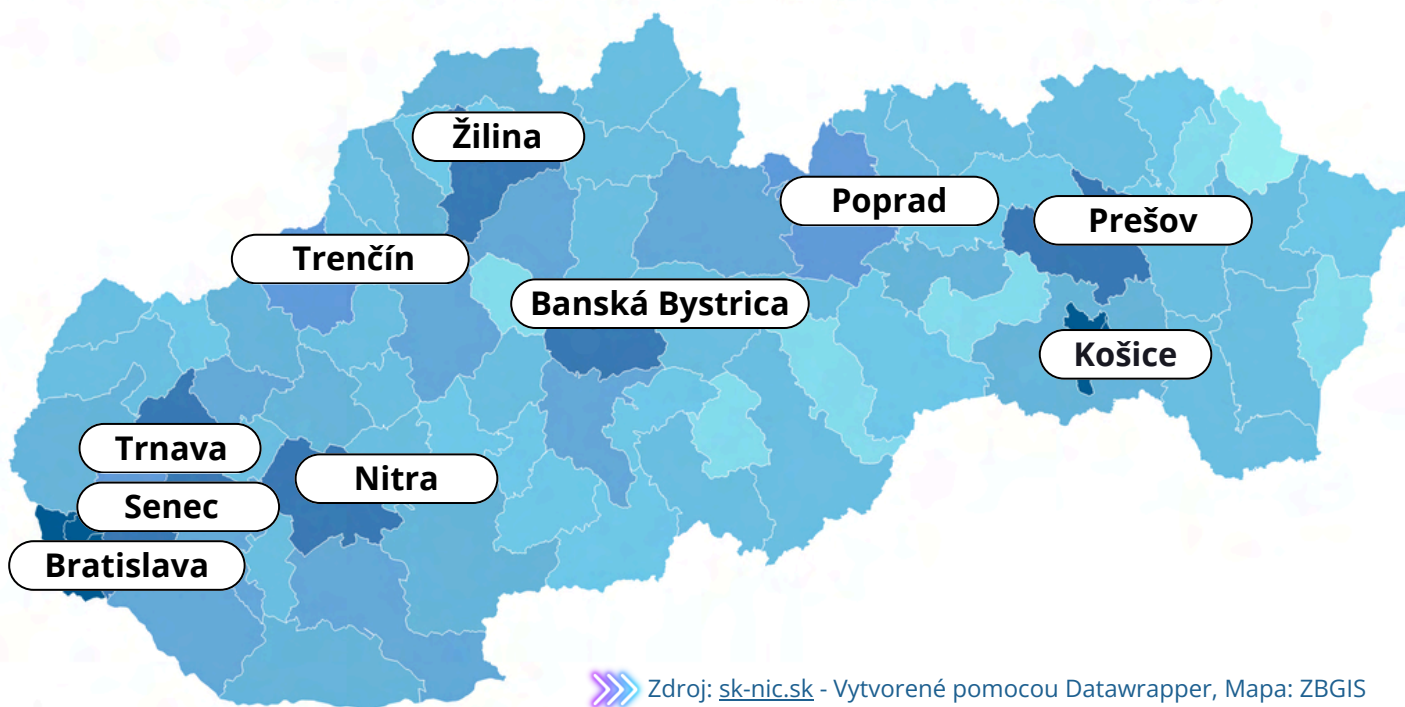 Žilina
Poprad
Prešov
Trenčín
Banská Bystrica
Košice
Trnava
Nitra
Senec
Bratislava
Zdroj: sk-nic.sk - Vytvorené pomocou Datawrapper, Mapa: ZBGIS